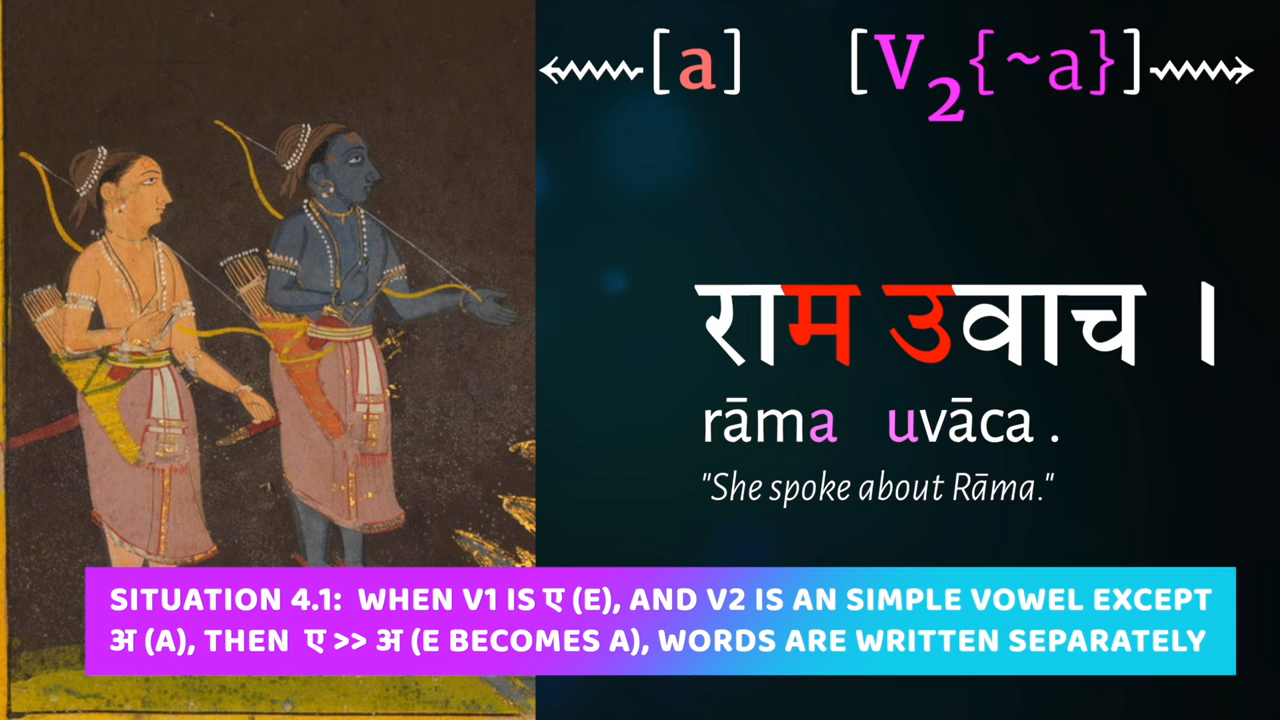 [a] [V2{~a}]
राम उवाच ।
rāma uvāca .
"She spoke about Rāma."
SITUATION 4.1: WHEN V1 IS ए (E), AND V2 IS AN SIMPLE VOWEL EXCEPT
अ (A), THEN ए >> अ (E BECOMES A), WORDS ARE WRITTEN SEPARATELY